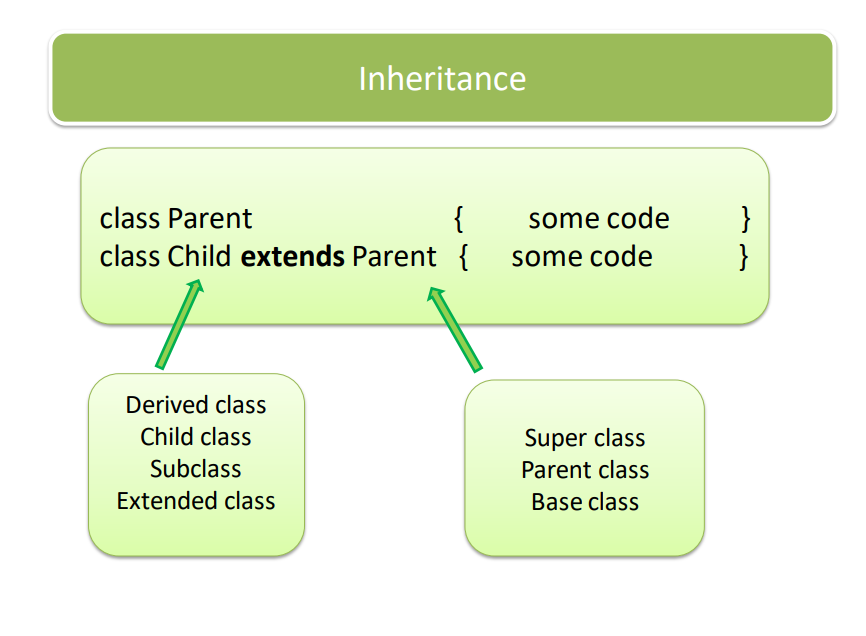 Inheritance
class Parent { some code }
class Child extends Parent { some code }
Derived class
Child class
Subclass
Extended class
Super class
Parent class
Base class